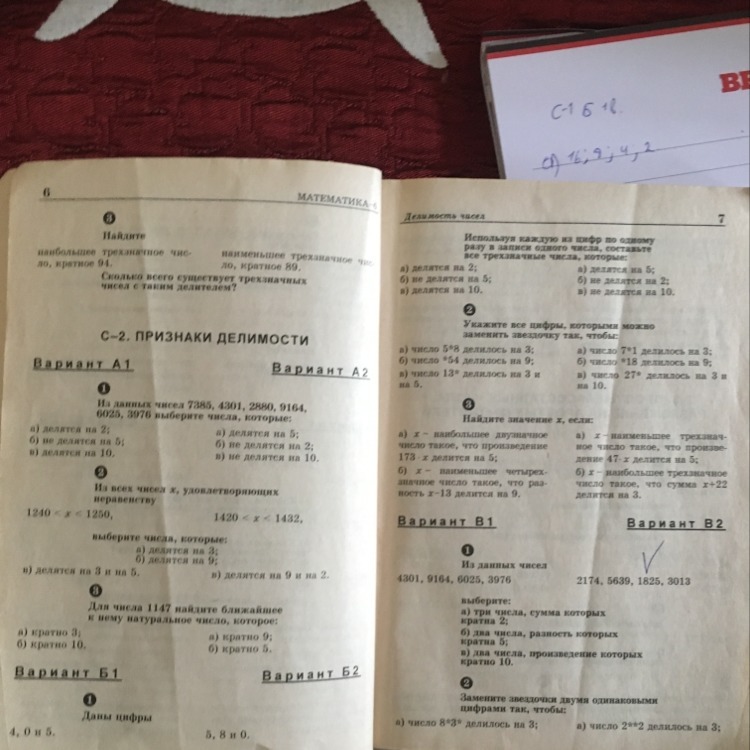 ВЕ
С-1 Б 1в.
а) 16; 9; 4, 2
6 МАТЕМАТИКА-6
3
Найдите
наибольшее трехзначное чис-
ло, кратное 94.
наименьшее трехзначное чис-
ло, кратное 89.
Сколько всего существует трехзначных
чисел с таким делителем?
С–2. ПРИЗНАКИ ДЕЛИМОСТИ
Вариант А1 Вариант А2
1
Из данных чисел 7385, 4301, 2880, 9164,
6025, 3976 выберите числа, которые:
а) делятся на 2; а) делятся на 5;
б) не делятся на 5; б) не делятся на 2;
в) делятся на 10. в) не делятся на 10.
2
Из всех чисел x, удовлетворяющих
неравенству
1240 < x < 1250, 1420 < x < 1432,
выберите числа, которые:
а) делятся на 3;
б) делятся на 9;
в) делятся на 3 и на 5. в) делятся на 9 и на 2.
3
Для числа 1147 найдите ближайшее
к нему натуральное число, которое:
а) кратно 3; а) кратно 9;
б) кратно 10. б) кратно 5.
Вариант Б1 Вариант Б2
1
Даны цифры
4, 0 и 5. 5, 8 и 0.
Делимость чисел 7
Используя каждую из цифр по одному
разу в записи одного числа, составьте
все трехзначные числа, которые:
а) делятся на 2; а) делятся на 5;
б) не делятся на 5; б) не делятся на 2;
в) делятся на 10. в) не делятся на 10.
2
Укажите все цифры, которыми можно
заменить звездочку так, чтобы:
а) число 5*8 делилось на 3; а) число 7*1 делилось на 3;
б) число *54 делилось на 9; б) число *18 делилось на 9;
в) число 13* делилось на 3 и
на 5.
в) число 27* делилось на 3 и
на 10.
3
Найдите значение x, если:
а) x – наибольшее двузначное
число такое, что произведение
173·x делится на 5;
б) x – наименьшее четырех-
значное число такое, что раз-
ность x–13 делится на 9.
а) x – наименьшее трехзнач-
ное число такое, что произве-
дение 47·x делится на 5;
б) x – наибольшее трехзначное
число такое, что сумма x+22
делится на 3.
Вариант В1 Вариант В2
1
Из данных чисел
4301, 9164, 6025, 3976 2174, 5639, 1825, 3013
выберите:
а) три числа, сумма которых
кратна 2;
б) два числа, разность которых
кратна 5;
в) два числа, произведение которых
кратно 10.
2
Замените звездочки двумя одинаковыми
цифрами так, чтобы:
а) число 8*3* делилось на 3; а) число 2**2 делилось на 3;